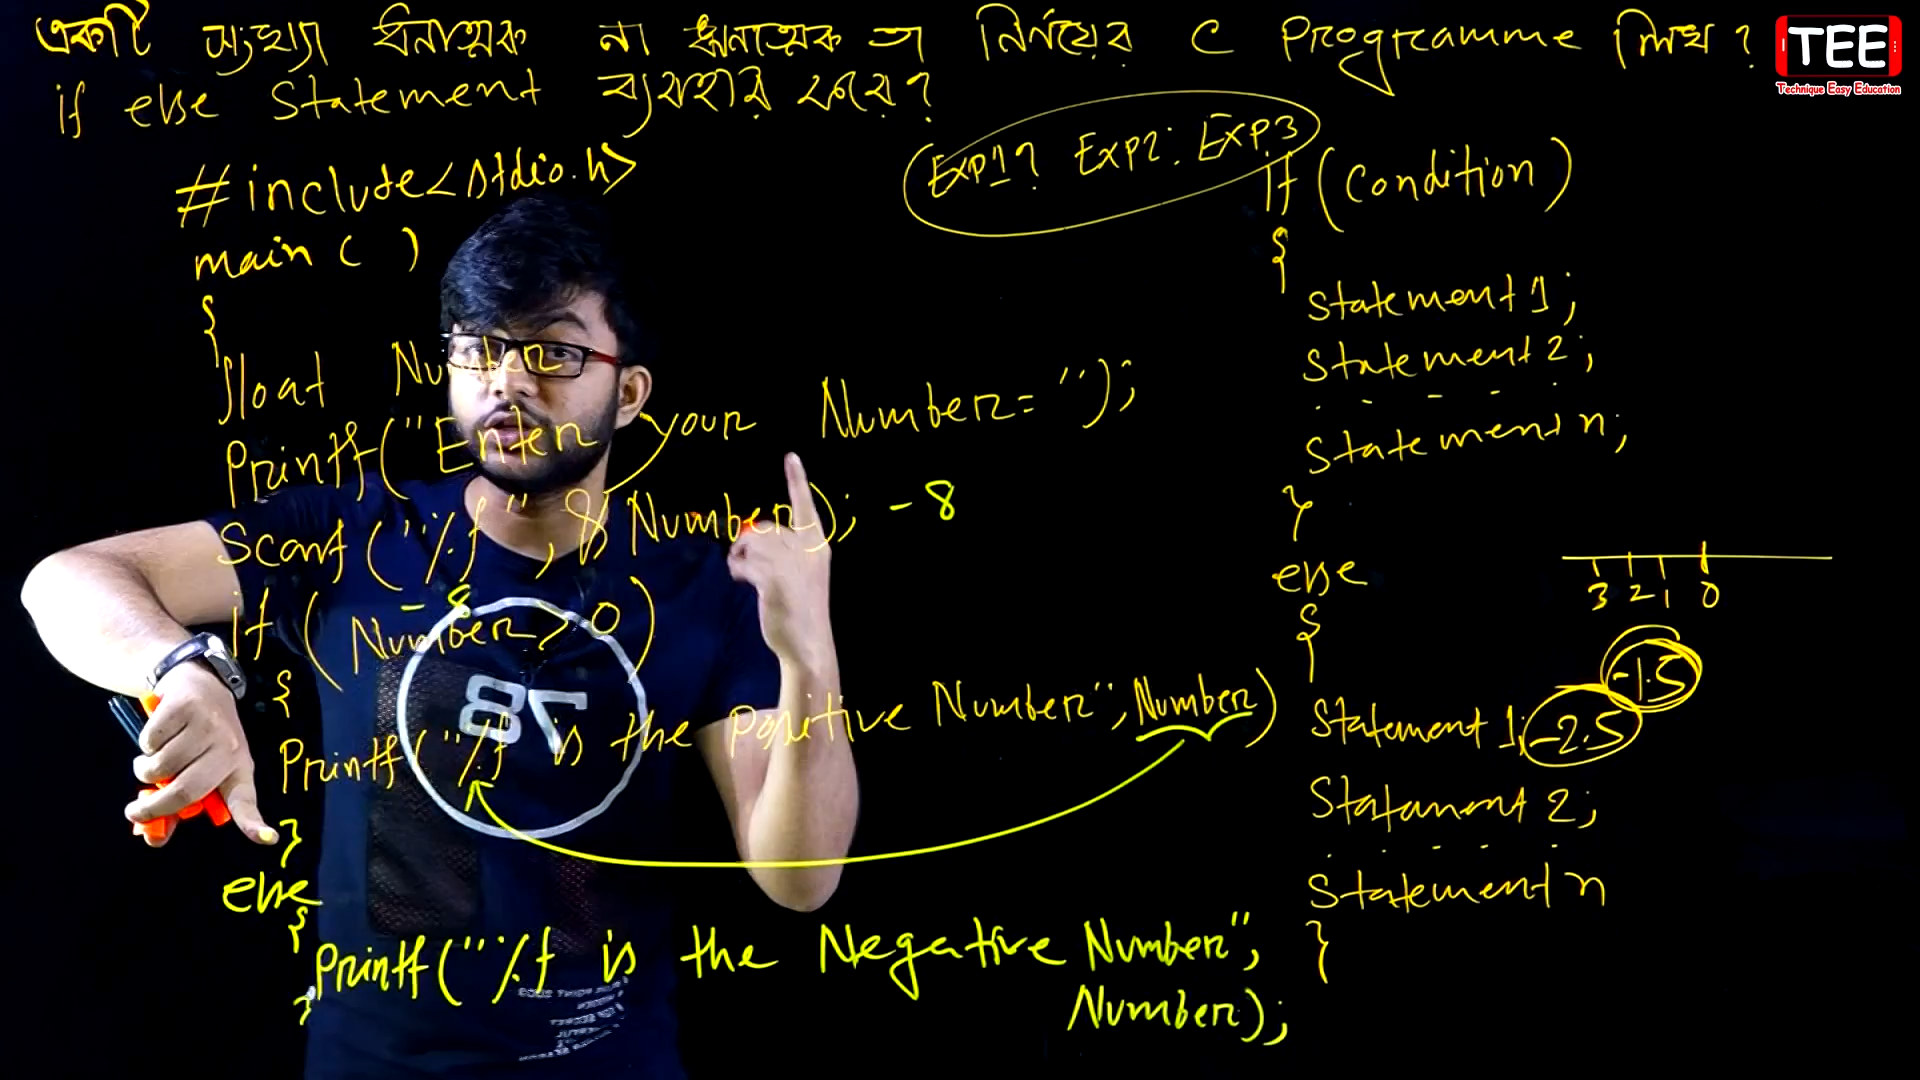 একটি সংখ্যা ধনাত্মক না ঋনাত্মক তা নির্ণয়ের C Programme লিখ ?
if else Statement ব্যবহার করে ?
TEE
Technique Easy Education
#include<stdio.h>
main ( )
{
float Number
Printf("Enter your Number=");
Scanf ("%f", & Number); -8
-8
if ( Number > 0 )
{
Printf("%f is the positive Number", Number)
}
else
{
Printf("%f is the Negative Number",
Number);
}
Exp1? Exp2: Exp3
if (Condition)
{
Statement 1;
Statement 2;
. - - - .
Statement n;
}
else
{
Statement 1;
Statement 2;
. . - - .
Statement n
}
3 2 1 0
-1.5
-2.5
78